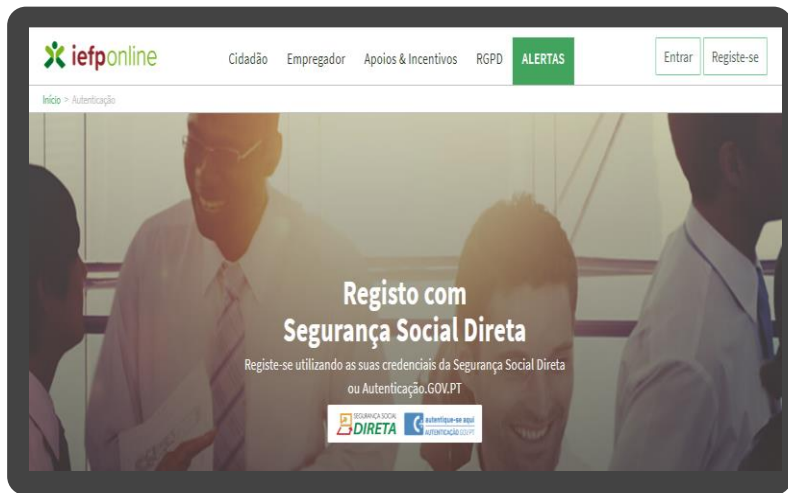 iefponline
Cidadão Empregador Apoios & Incentivos RGPD ALERTAS Entrar Registe-se
Início > Autenticação
Registo com
Segurança Social Direta
Registe-se utilizando as suas credenciais da Segurança Social Direta
ou Autenticação.GOV.PT
SEGURANÇA SOCIAL
DIRETA
autentique-se aqui
AUTENTICAÇÃO.GOV.PT